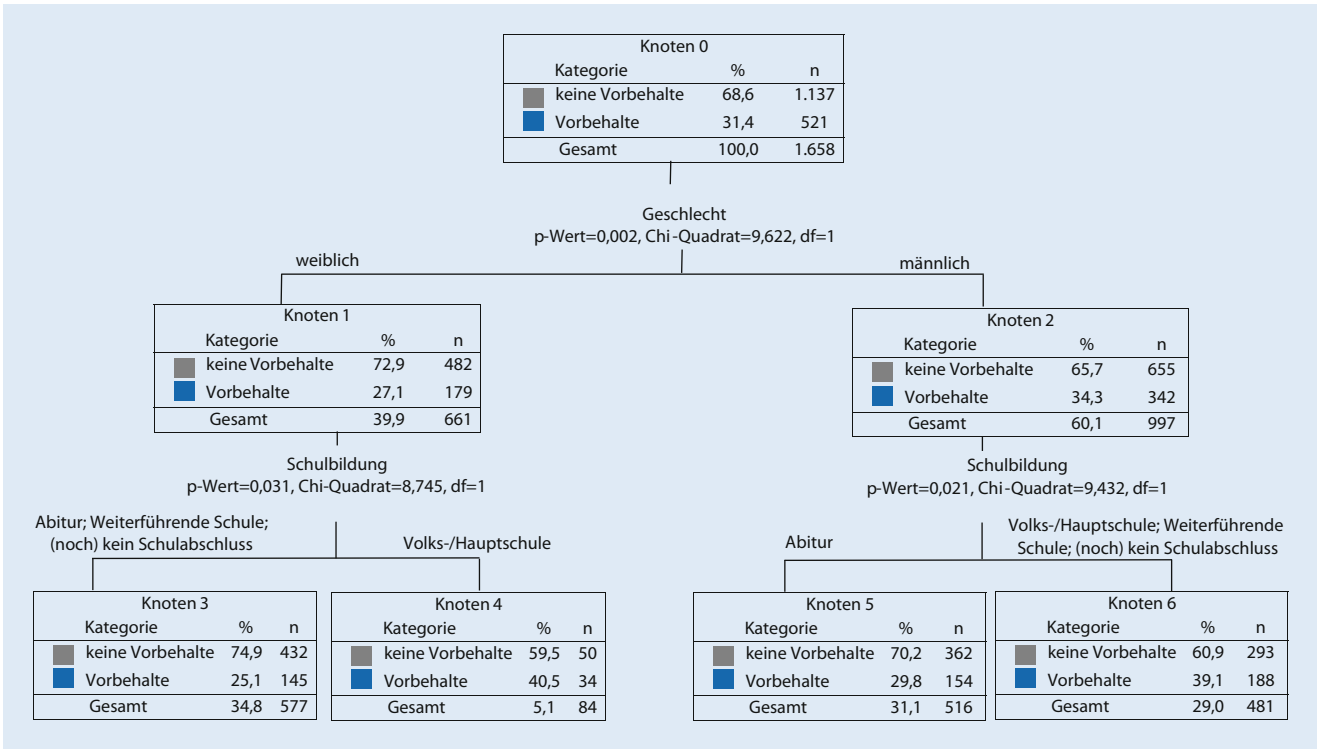 Knoten 0
Kategorie % n
keine Vorbehalte 68,6 1.137
Vorbehalte 31,4 521
Gesamt 100,0 1.658
Geschlecht
p-Wert=0,002, Chi-Quadrat=9,622, df=1
weiblich
männlich
Knoten 1
Kategorie % n
keine Vorbehalte 72,9 482
Vorbehalte 27,1 179
Gesamt 39,9 661
Knoten 2
Kategorie % n
keine Vorbehalte 65,7 655
Vorbehalte 34,3 342
Gesamt 60,1 997
Schulbildung
p-Wert=0,031, Chi-Quadrat=8,745, df=1
Schulbildung
p-Wert=0,021, Chi-Quadrat=9,432, df=1
Abitur; Weiterführende Schule;
(noch) kein Schulabschluss
Volks-/Hauptschule
Abitur
Volks-/Hauptschule; Weiterführende
Schule; (noch) kein Schulabschluss
Knoten 3
Kategorie % n
keine Vorbehalte 74,9 432
Vorbehalte 25,1 145
Gesamt 34,8 577
Knoten 4
Kategorie % n
keine Vorbehalte 59,5 50
Vorbehalte 40,5 34
Gesamt 5,1 84
Knoten 5
Kategorie % n
keine Vorbehalte 70,2 362
Vorbehalte 29,8 154
Gesamt 31,1 516
Knoten 6
Kategorie % n
keine Vorbehalte 60,9 293
Vorbehalte 39,1 188
Gesamt 29,0 481